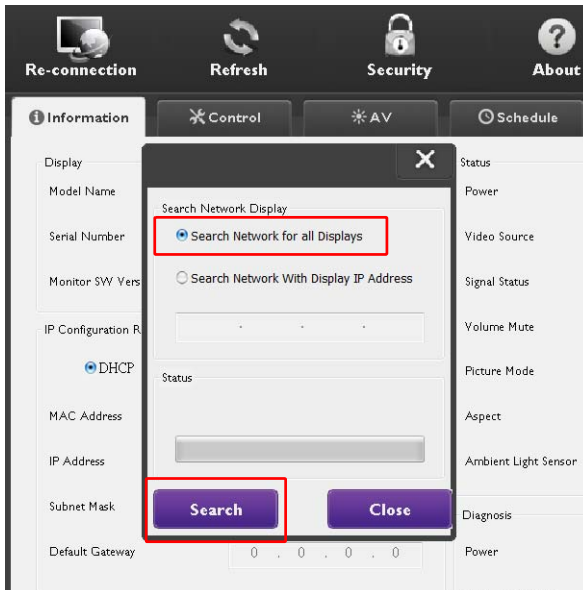 Re-connection Refresh Security About
Information Control AV Schedule
Display
Model Name
Serial Number
Monitor SW Vers
IP Configuration R
DHCP
MAC Address
IP Address
Subnet Mask
Default Gateway 0 . 0 . 0 . 0
Search Network Display
Search Network for all Displays
Search Network With Display IP Address
. . .
Status
Search Close
Status
Power
Video Source
Signal Status
Volume Mute
Picture Mode
Aspect
Ambient Light Sensor
Diagnosis
Power